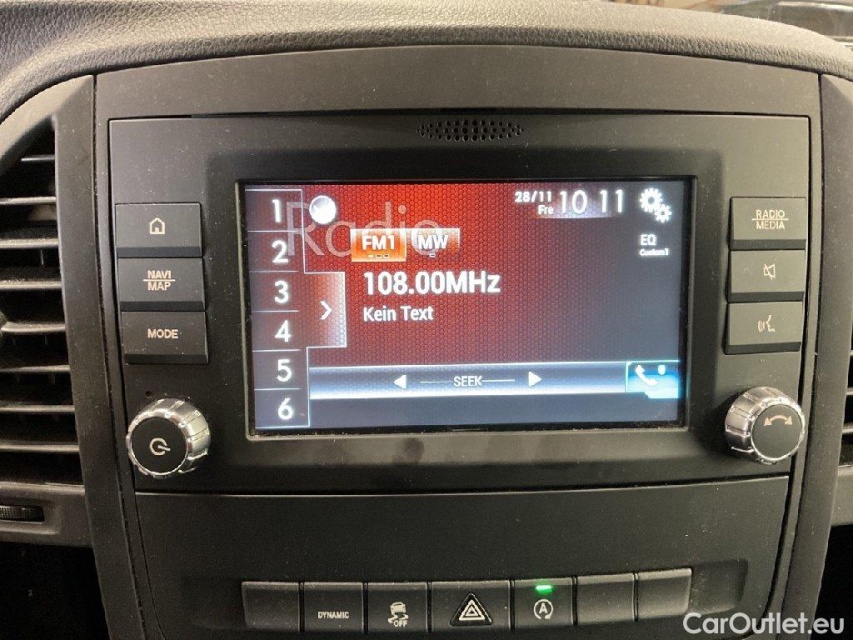 28/11
Fre
10 11
Radio
FM1
MW
EQ
Custom1
1
2
3
4
5
6
108.00MHz
Kein Text
SEEK
NAVI
MAP
MODE
RADIO
MEDIA
DYNAMIC
OFF
A
CarOutlet.eu